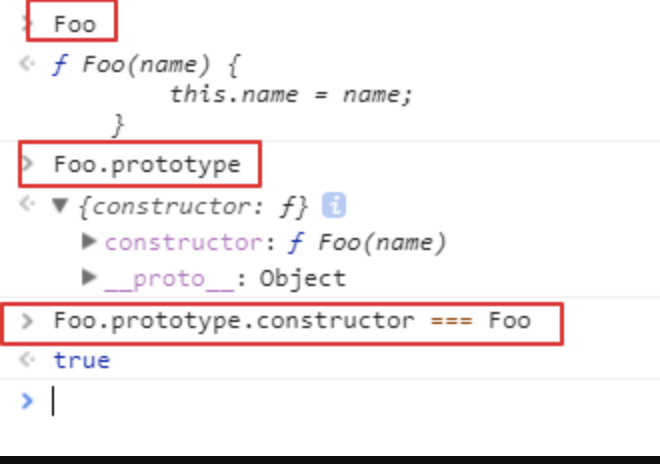 > Foo
ƒ Foo(name) {
this.name = name;
}
> Foo.prototype
▼ {constructor: ƒ} i
▶ constructor: ƒ Foo(name)
▶ __proto__: Object
> Foo.prototype.constructor === Foo
true
>